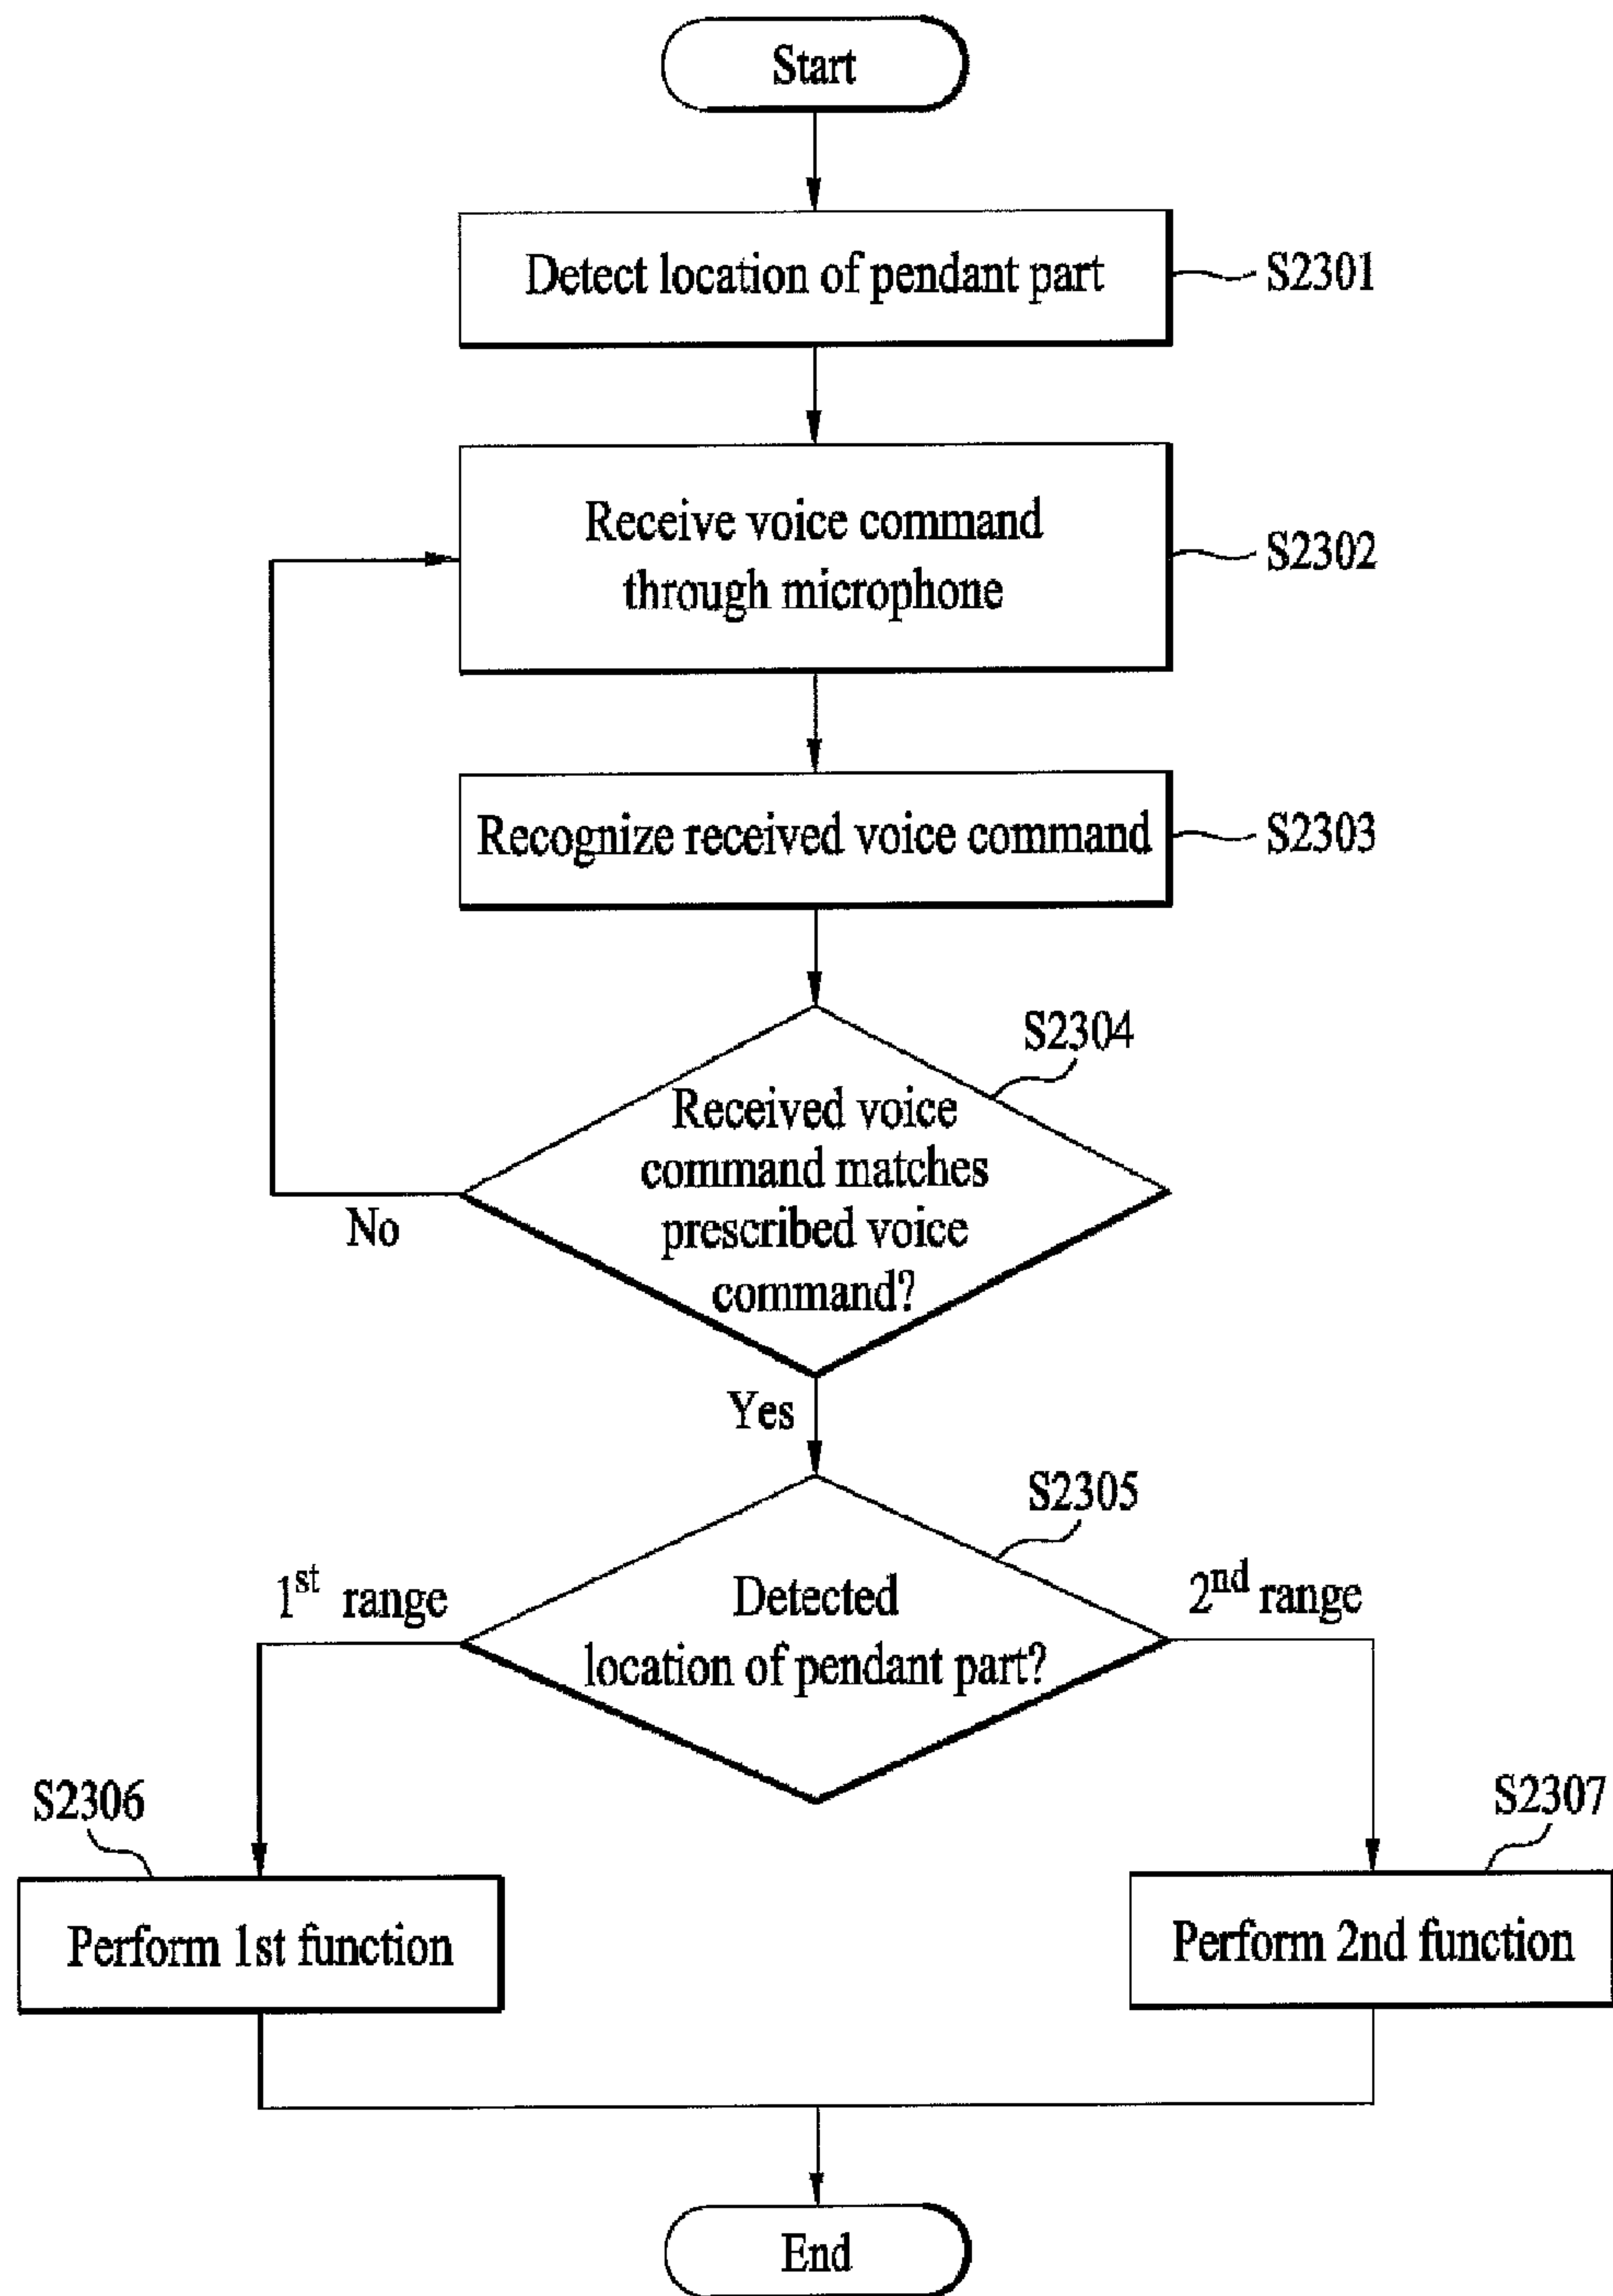 Start
Detect location of pendant part
S2301
Receive voice command
through microphone
S2302
Recognize received voice command
S2303
S2304
Received voice
command matches
prescribed voice
command?
No
Yes
S2305
Detected
location of pendant part?
1st range
2nd range
S2306
Perform 1st function
S2307
Perform 2nd function
End